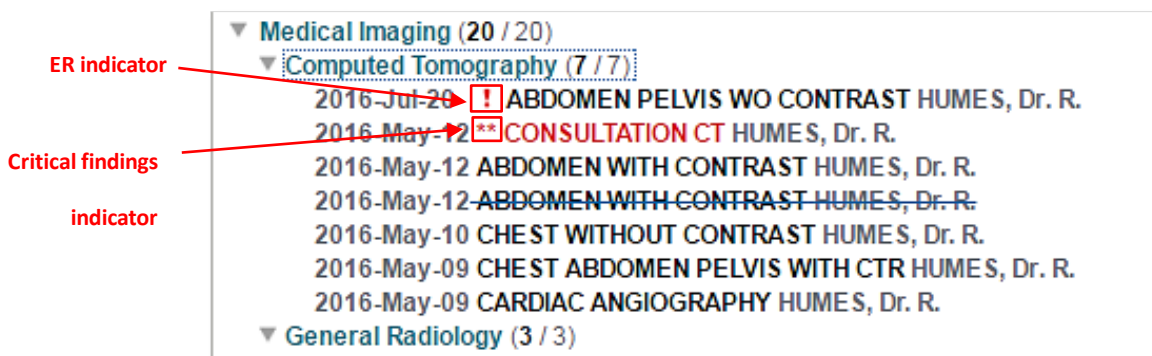 Medical Imaging (20 / 20)
ER indicator
Computed Tomography (7 / 7)
2016-Jul-20 ! ABDOMEN PELVIS WO CONTRAST HUMES, Dr. R.
2016-May-12 ** CONSULTATION CT HUMES, Dr. R.
Critical findings
indicator
2016-May-12 ABDOMEN WITH CONTRAST HUMES, Dr. R.
2016-May-12 ABDOMEN WITH CONTRAST HUMES, Dr. R.
2016-May-10 CHEST WITHOUT CONTRAST HUMES, Dr. R.
2016-May-09 CHEST ABDOMEN PELVIS WITH CTR HUMES, Dr. R.
2016-May-09 CARDIAC ANGIOGRAPHY HUMES, Dr. R.
General Radiology (3 / 3)